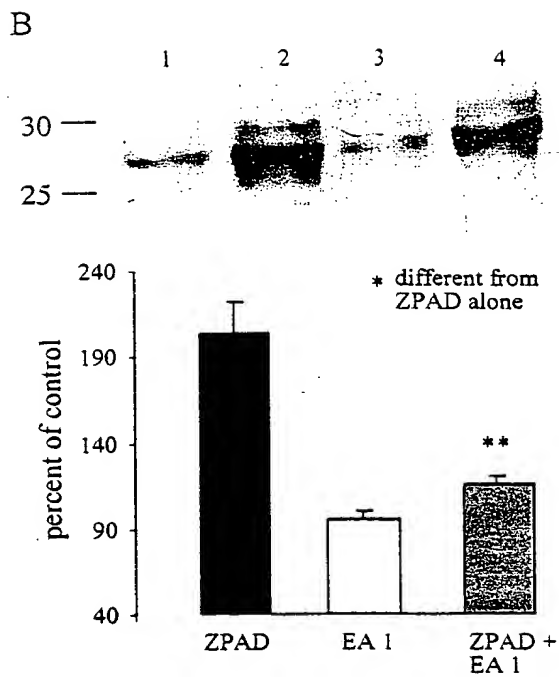 B
1 2 3 4
30
25
* different from
ZPAD alone
240
190
140
90
40
percent of control
**
ZPAD EA 1 ZPAD +
EA 1